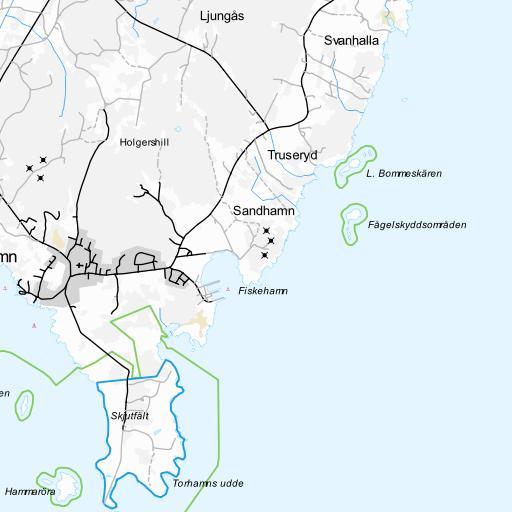 Ljungås
Svanhalla
Holgershill
Truseryd
L. Bommeskären
Sandhamn
Fågelskyddsområden
mn
Fiskehamn
en
Skjutfält
Torhamns udde
Hammaröra